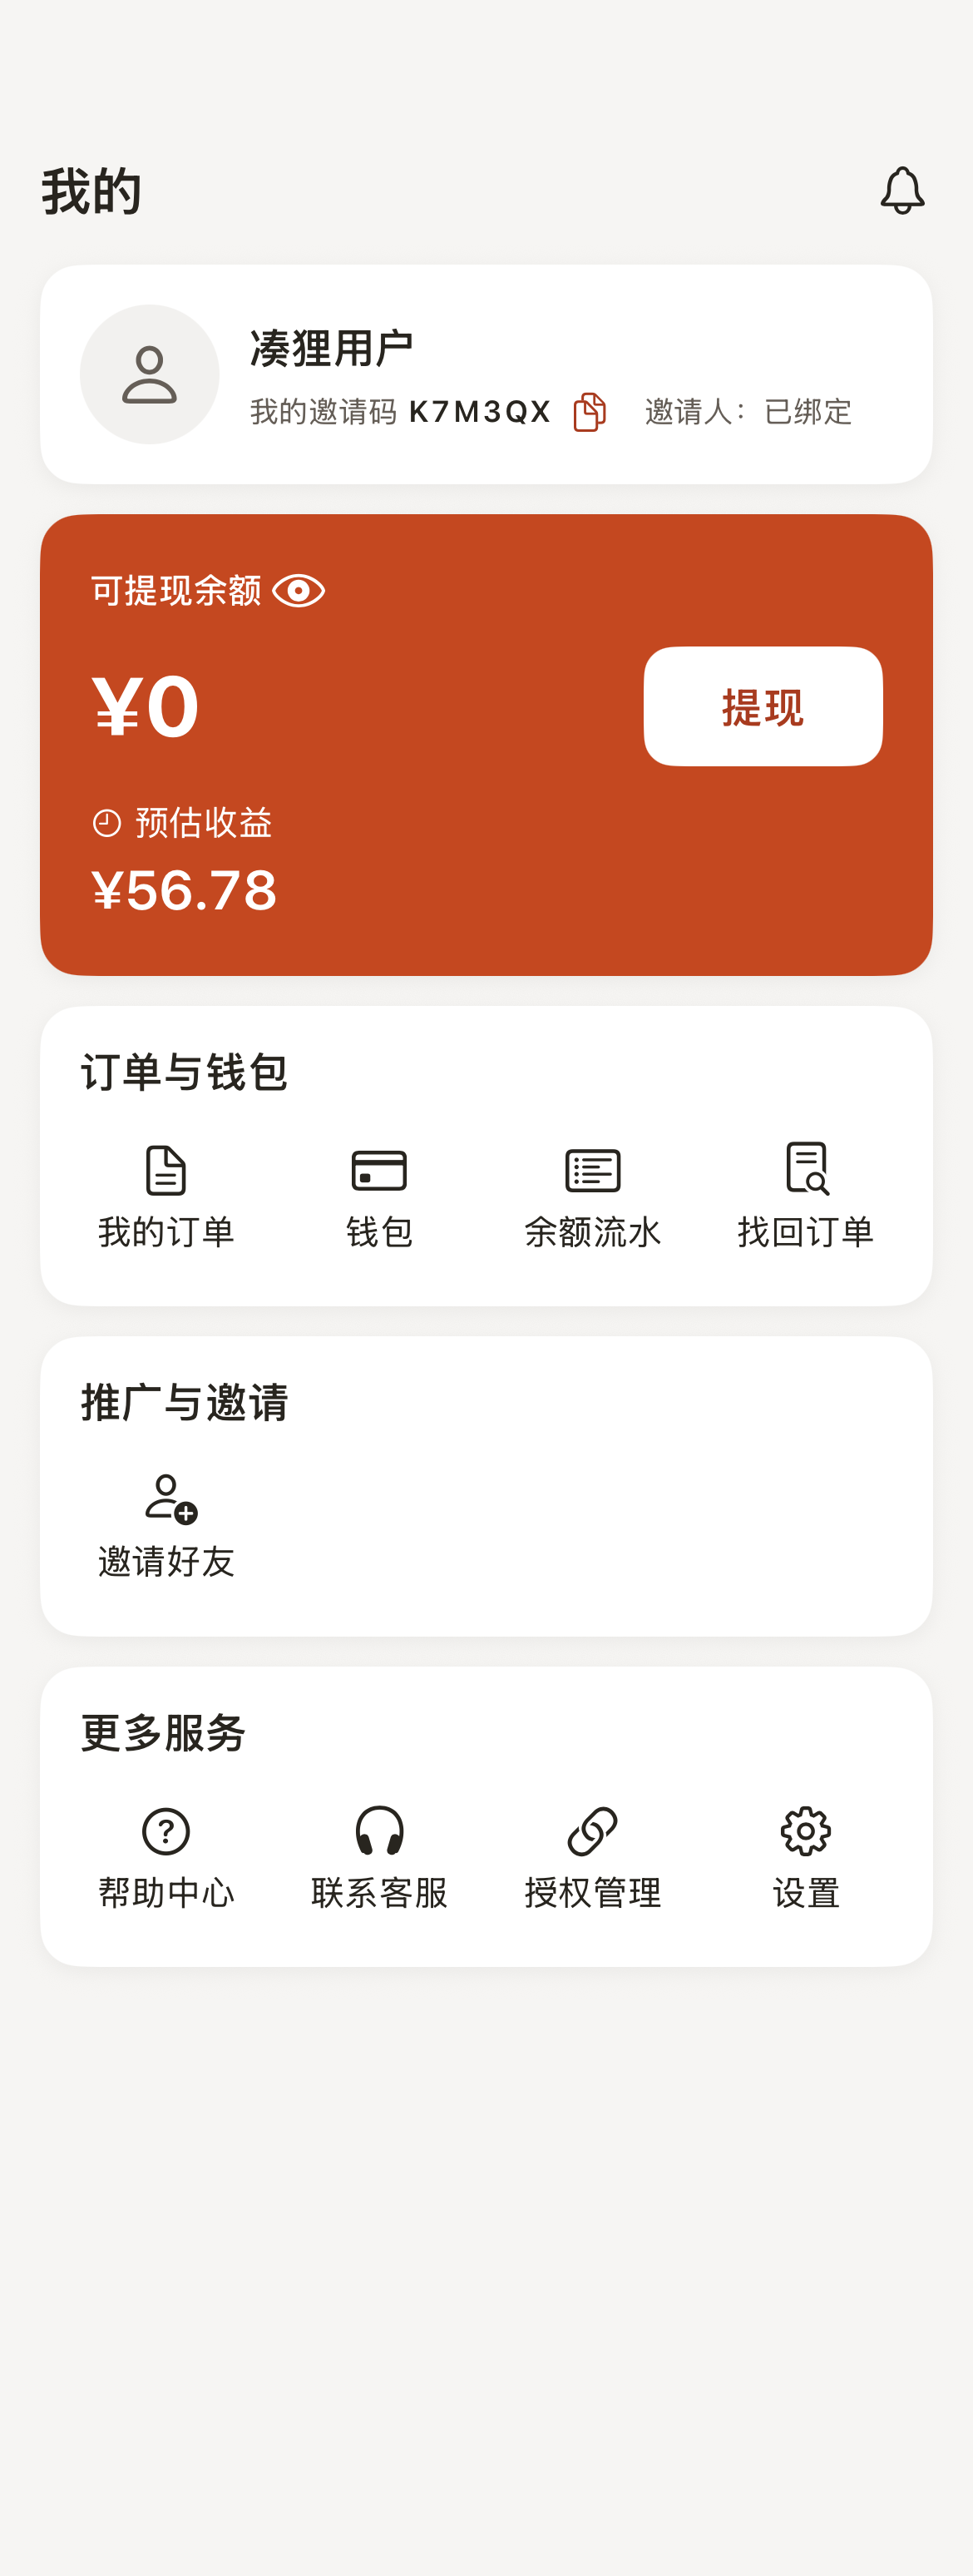 我的
凑狸用户
我的邀请码 K7M3QX 邀请人：已绑定
可提现余额
¥0
提现
预估收益
¥56.78
订单与钱包
我的订单 钱包 余额流水 找回订单
推广与邀请
邀请好友
更多服务
帮助中心 联系客服 授权管理 设置